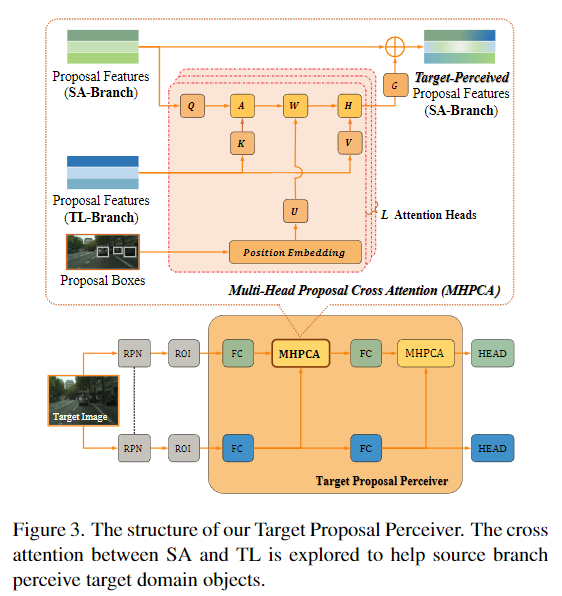 Proposal Features
(SA-Branch)
Q
A
W
H
G
Target-Perceived
Proposal Features
(SA-Branch)
K
V
Proposal Features
(TL-Branch)
U
L Attention Heads
Position Embedding
Proposal Boxes
Multi-Head Proposal Cross Attention (MHPCA)
RPN
ROI
FC
MHPCA
FC
MHPCA
HEAD
Target Image
RPN
ROI
FC
FC
HEAD
Target Proposal Perceiver
Figure 3. The structure of our Target Proposal Perceiver. The cross
attention between SA and TL is explored to help source branch
perceive target domain objects.